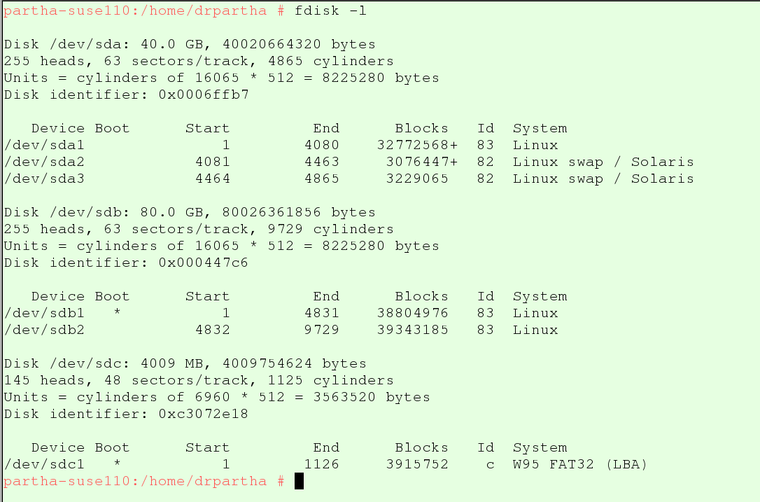 partha-suse110:/home/drpartha # fdisk -l
Disk /dev/sda: 40.0 GB, 40020664320 bytes
255 heads, 63 sectors/track, 4865 cylinders
Units = cylinders of 16065 * 512 = 8225280 bytes
Disk identifier: 0x0006ffb7
Device Boot Start End Blocks Id System
/dev/sda1 1 4080 32772568+ 83 Linux
/dev/sda2 4081 4463 3076447+ 82 Linux swap / Solaris
/dev/sda3 4464 4865 3229065 82 Linux swap / Solaris
Disk /dev/sdb: 80.0 GB, 80026361856 bytes
255 heads, 63 sectors/track, 9729 cylinders
Units = cylinders of 16065 * 512 = 8225280 bytes
Disk identifier: 0x000447c6
Device Boot Start End Blocks Id System
/dev/sdb1 * 1 4831 38804976 83 Linux
/dev/sdb2 4832 9729 39343185 83 Linux
Disk /dev/sdc: 4009 MB, 4009754624 bytes
145 heads, 48 sectors/track, 1125 cylinders
Units = cylinders of 6960 * 512 = 3563520 bytes
Disk identifier: 0xc3072e18
Device Boot Start End Blocks Id System
/dev/sdc1 * 1 1126 3915752 c W95 FAT32 (LBA)
partha-suse110:/home/drpartha #